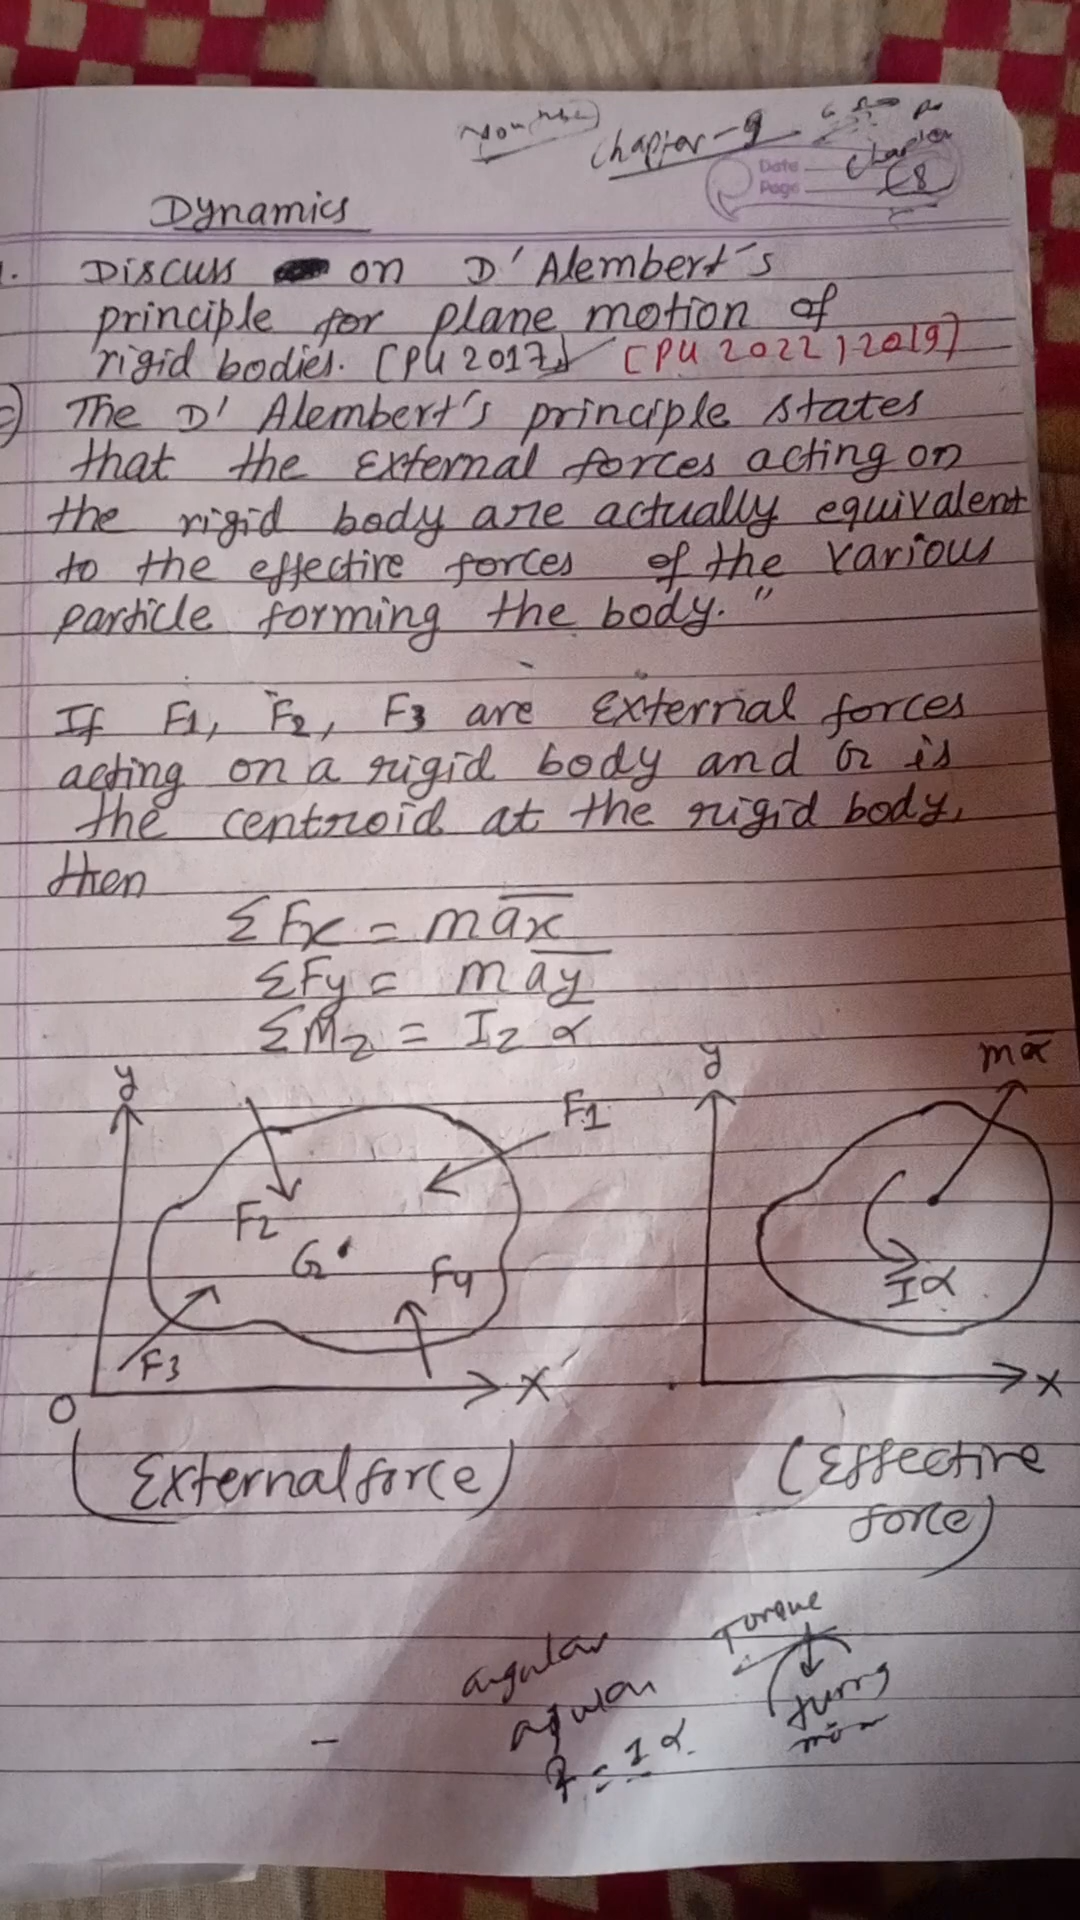 Chapter-9
Chapter
8
Date
Page
Dynamics
1. Discuss on D'Alembert's
principle for plane motion of
rigid bodies. [PU 2017] [PU 2022, 2019]
The D'Alembert's principle states
that the external forces acting on
the rigid body are actually equivalent
to the effective forces of the various
particle forming the body."
If F1, F2, F3 are external forces
acting on a rigid body and G is
the centroid at the rigid body,
then
ΣFx = max̅
ΣFy = may̅
ΣMz = Iz α
y
F1
F2
G
F4
F3
O
x
(External force)
y
ma̅
Iα
x
(Effective
force)
Torque
↓
angular
= Iα